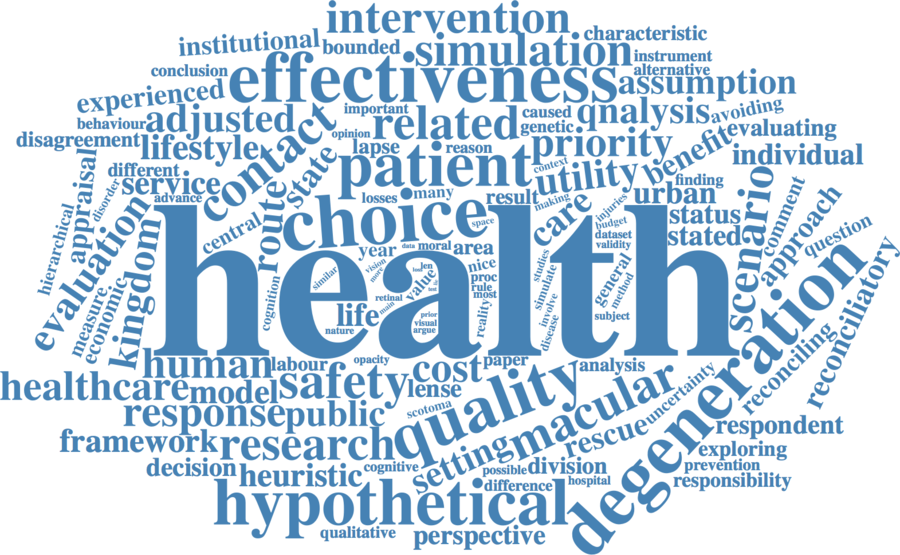 intervention
characteristic
institutional
bounded
simulation
instrument
alternative
conclusion
effectiveness
assumption
experienced
important
adjusted
contact
related
caused
genetic
qnalysis
avoiding
behaviour
disagreement
lifestyle
opinion
lapse
reason
priority
benefit
evaluating
individual
different
service
advance
state
patient
context
utility
finding
urban
appraisal
disorder
hierarchical
losses
many
result
making
injuries
budget
dataset
validity
status
stated
scenario
comment
approach
question
evaluation
central
route
choice
space
care
year
data
moral
area
health
kingdom
measure
economic
cognition
similar
vision
more
value
nice
proc
rule
most
reality
studies
simulate
involve
disease
general
method
subject
life
nature
retinal
main
prior
visual
argue
jen
degeneration
reconciliatory
reconciling
human
labour
opacity
cost
paper
analysis
healthcare
model
safety
lense
quality
macular
uncertainty
response
public
scotoma
setting
rescue
respondent
framework
research
exploring
decision
heuristic
cognitive
possible
division
prevention
responsibility
difference
hospital
hypothetical
qualitative
perspective